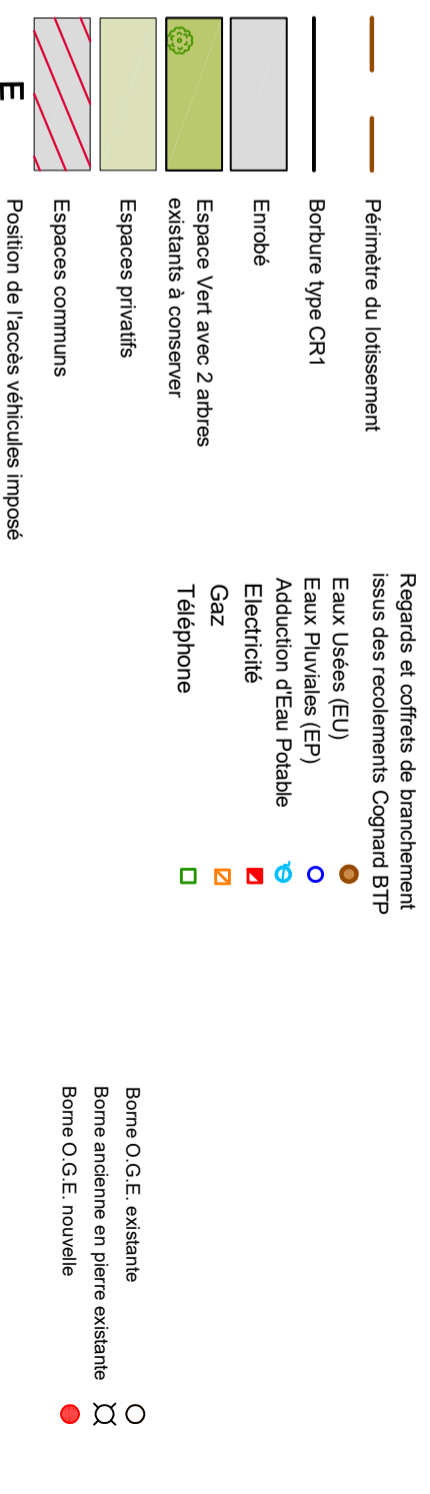 Périmètre du lotissement
Borbure type CR1
Enrobé
Espace Vert avec 2 arbres
existants à conserver
Espaces privatifs
Espaces communs
E
Position de l'accès véhicules imposé
Regards et coffrets de branchement
issus des recolements Cognard BTP
Eaux Usées (EU)
Eaux Pluviales (EP)
Adduction d'Eau Potable
Electricité
Gaz
Téléphone
Borne O.G.E. existante
Borne ancienne en pierre existante
Borne O.G.E. nouvelle